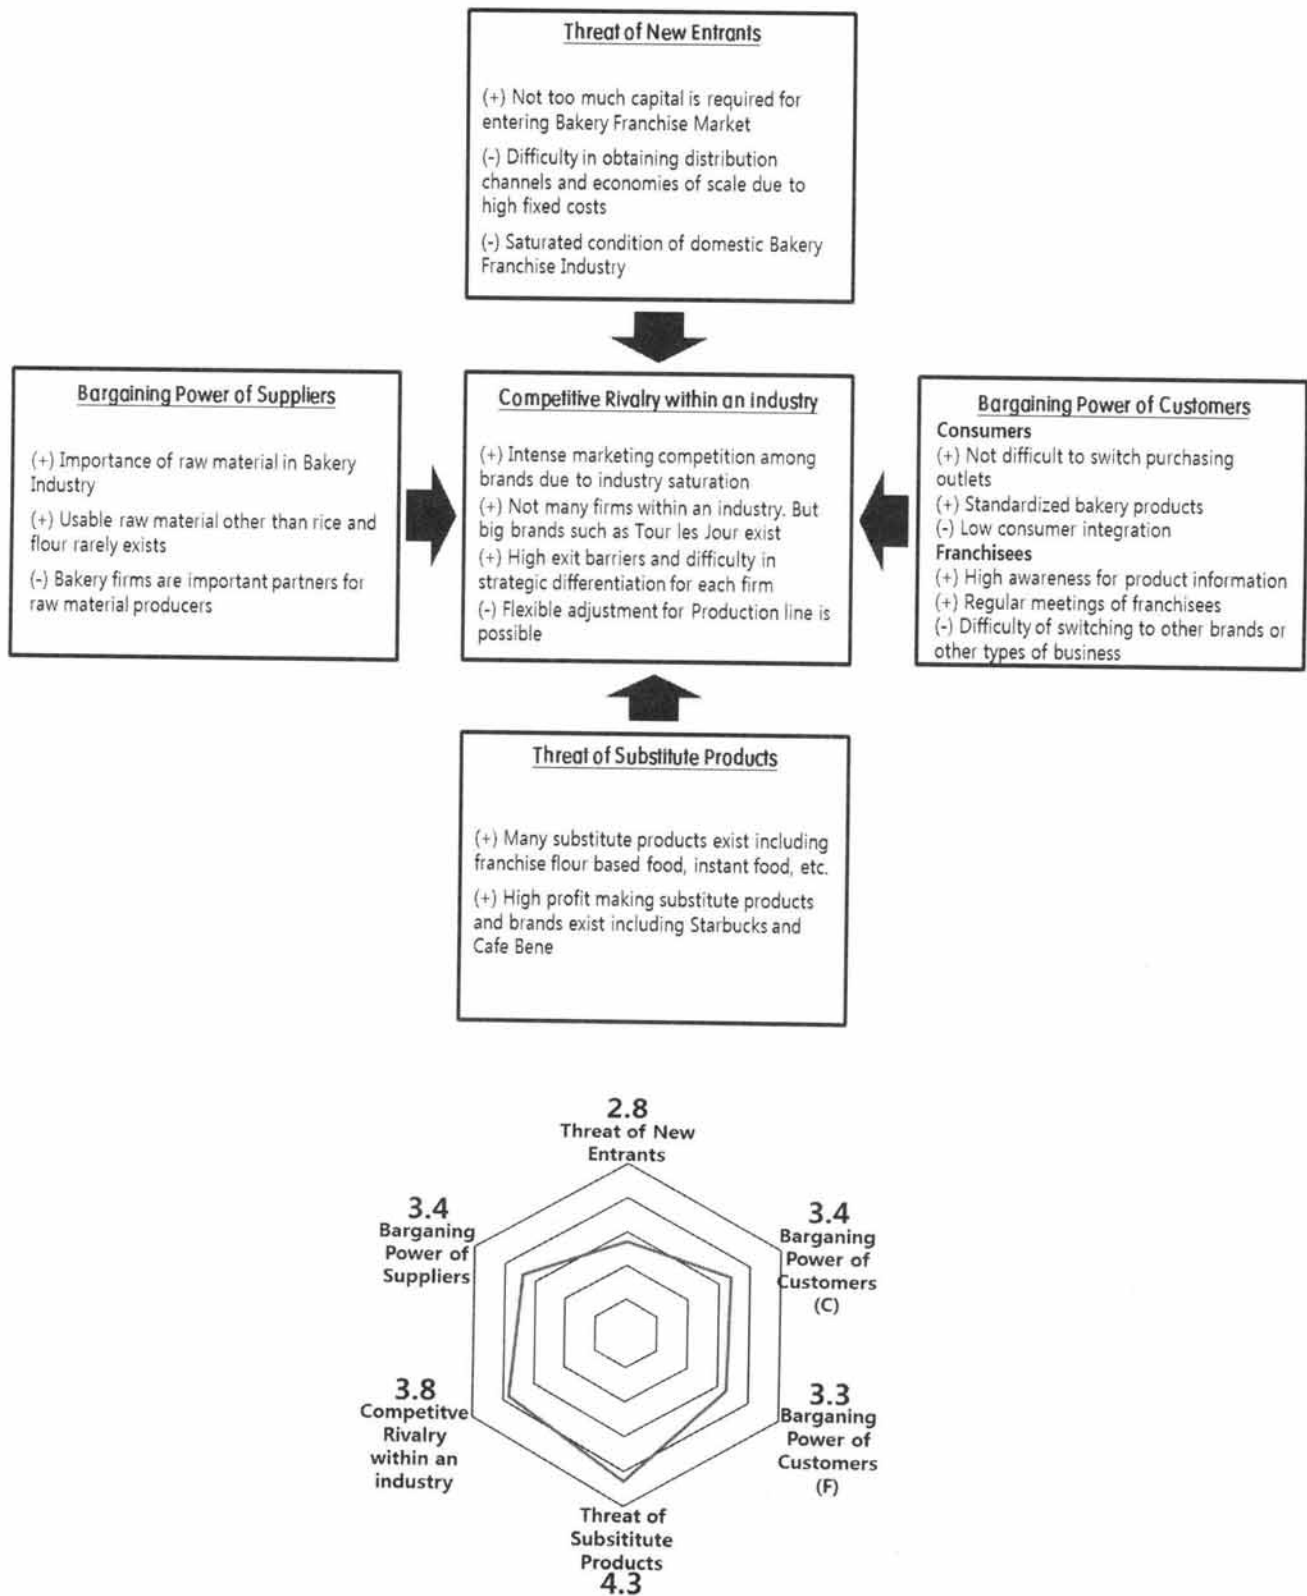 Threat of New Entrants
(+) Not too much capital is required for
entering Bakery Franchise Market
(-) Difficulty in obtaining distribution
channels and economies of scale due to
high fixed costs
(-) Saturated condition of domestic Bakery
Franchise Industry
Bargaining Power of Suppliers
(+) Importance of raw material in Bakery
Industry
(+) Usable raw material other than rice and
flour rarely exists
(-) Bakery firms are important partners for
raw material producers
Competitive Rivalry within an Industry
(+) Intense marketing competition among
brands due to industry saturation
(+) Not many firms within an industry. But
big brands such as Tour les Jour exist
(+) High exit barriers and difficulty in
strategic differentiation for each firm
(-) Flexible adjustment for Production line is
possible
Bargaining Power of Customers
Consumers
(+) Not difficult to switch purchasing
outlets
(+) Standardized bakery products
(-) Low consumer integration
Franchisees
(+) High awareness for product information
(+) Regular meetings of franchisees
(-) Difficulty of switching to other brands or
other types of business
Threat of Substitute Products
(+) Many substitute products exist including
franchise flour based food, instant food, etc.
(+) High profit making substitute products
and brands exist including Starbucks and
Cafe Bene
2.8
Threat of New
Entrants
3.4
Barganing
Power of
Suppliers
3.4
Barganing
Power of
Customers
(C)
3.8
Competitve
Rivalry
within an
industry
3.3
Barganing
Power of
Customers
(F)
Threat of
Subsititute
Products
4.3